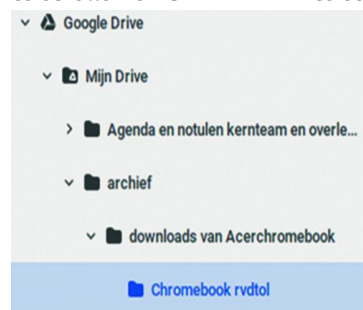 Google Drive
Mijn Drive
Agenda en notulen kernteam en overle...
archief
downloads van Acerchromebook
Chromebook rvdtol